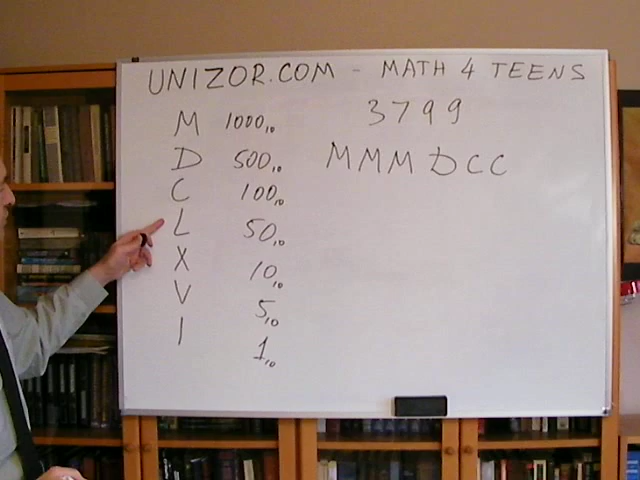 UNIZOR.COM - MATH 4 TEENS
M 1000₁₀ 3799
D 500₁₀ MMMDCC
C 100₁₀
L 50₁₀
X 10₁₀
V 5₁₀
I 1₁₀